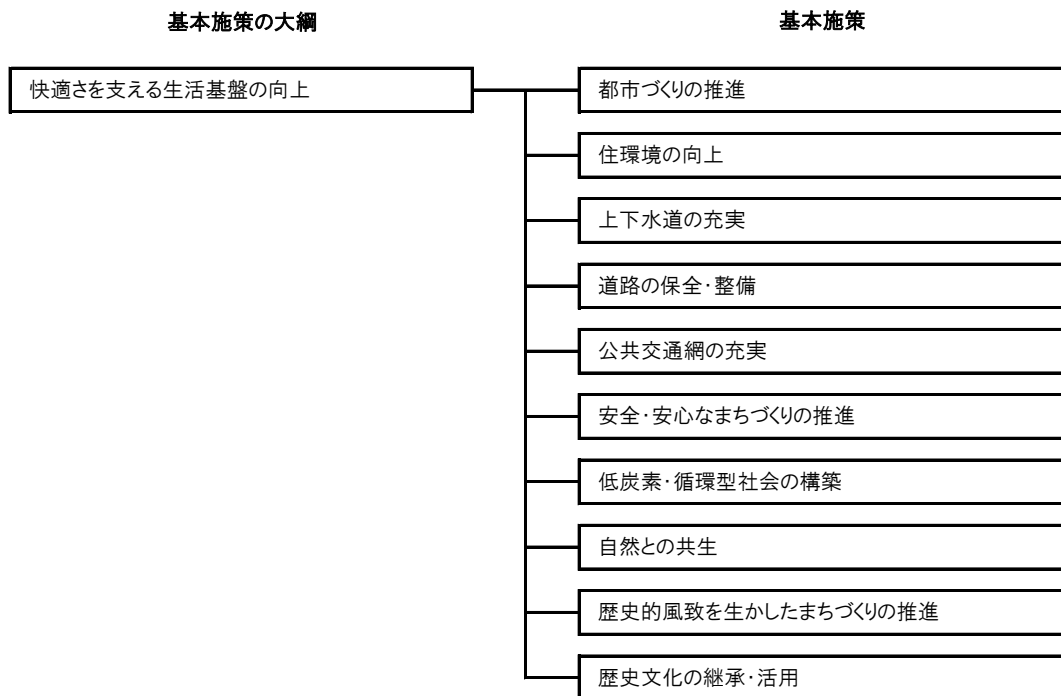 基本施策の大綱
基本施策
快適さを支える生活基盤の向上
都市づくりの推進
住環境の向上
上下水道の充実
道路の保全・整備
公共交通網の充実
安全・安心なまちづくりの推進
低炭素・循環型社会の構築
自然との共生
歴史的風致を生かしたまちづくりの推進
歴史文化の継承・活用